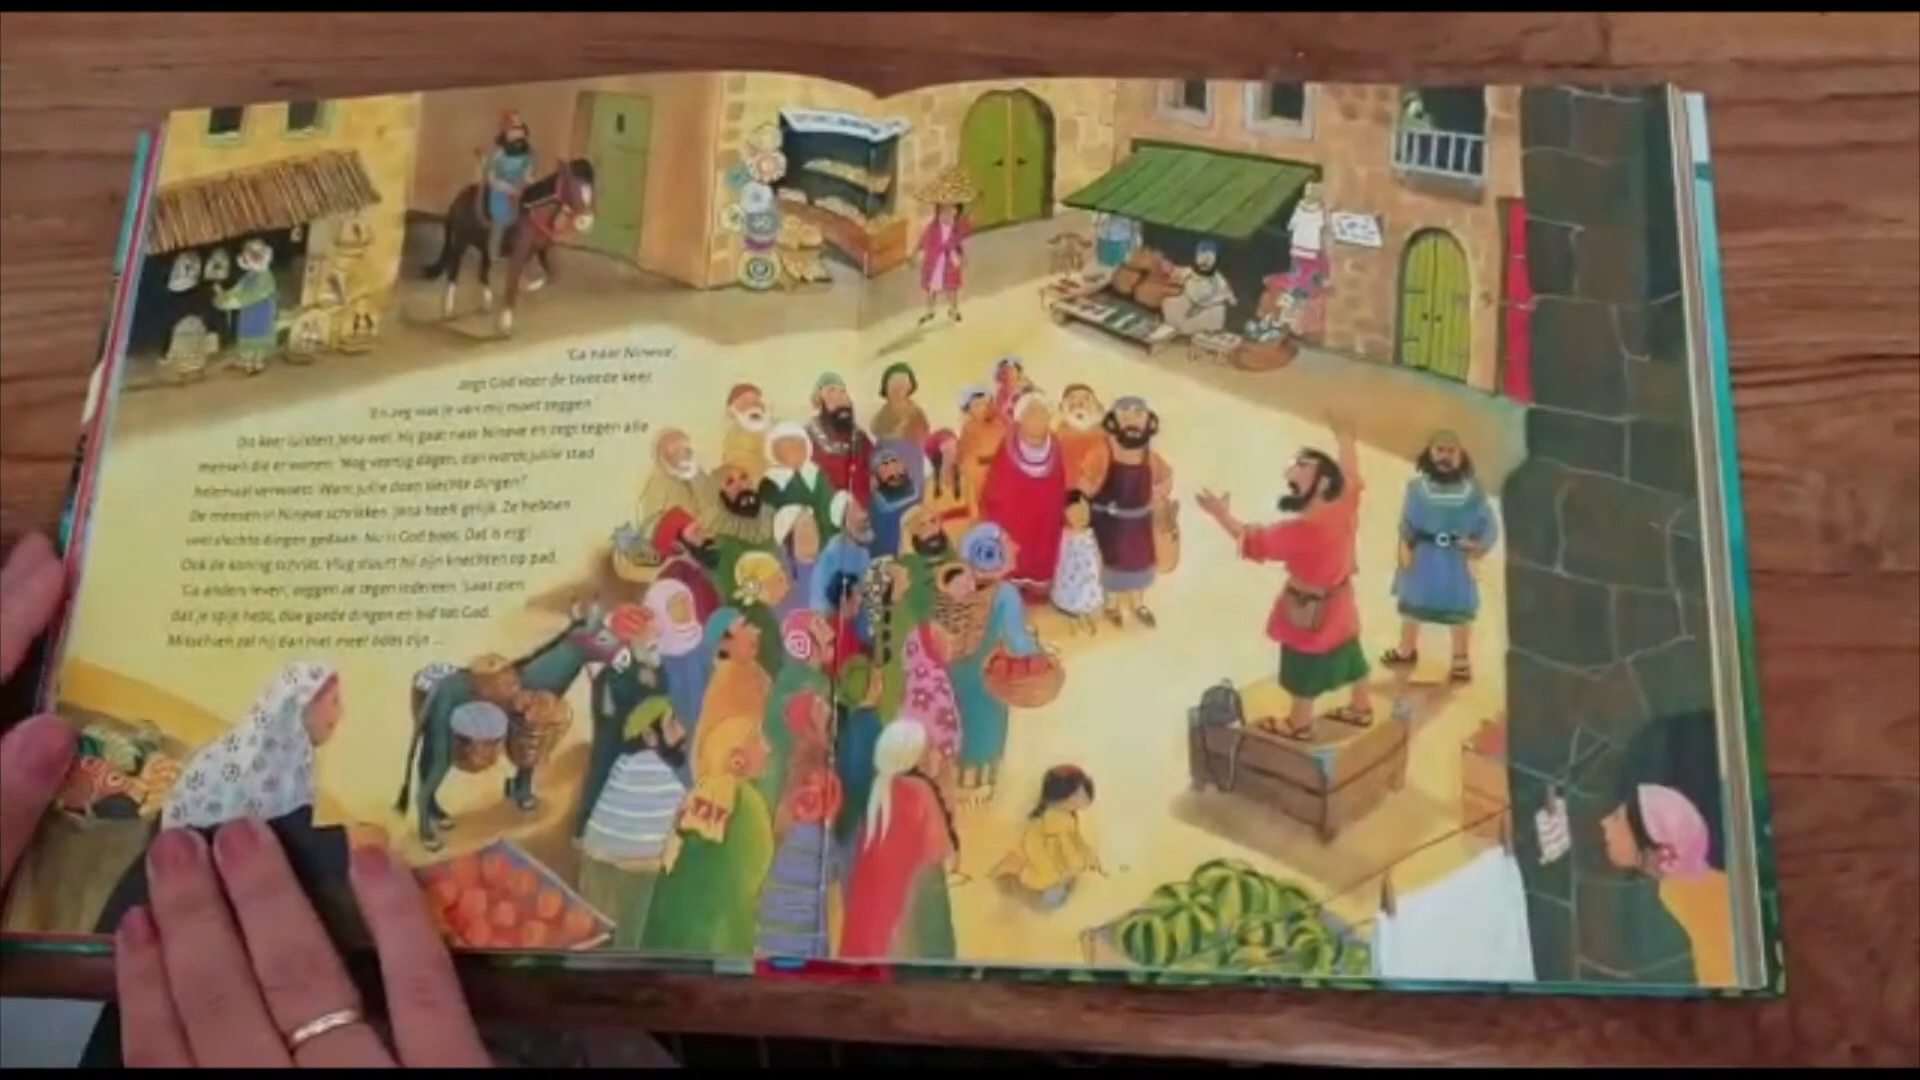 'Ga naar Nineve',
zegt God voor de tweede keer.
'En zeg wat je van mij moet zeggen.'
Dit keer luistert Jona wel. Hij gaat naar Nineve en zegt tegen alle
mensen die er wonen: 'Nog veertig dagen, dan wordt jullie stad
helemaal verwoest. Want jullie doen slechte dingen!'
De mensen in Nineve schrikken. Jona heeft gelijk. Ze hebben
veel slechte dingen gedaan. Nu is God boos. Dat is erg!
Ook de koning schrikt. Vlug stuurt hij zijn knechten op pad.
'Ga anders leven', zeggen ze tegen iedereen. 'Laat zien
dat je spijt hebt, doe goede dingen en bid tot God.
Misschien zal hij dan niet meer boos zijn ...'